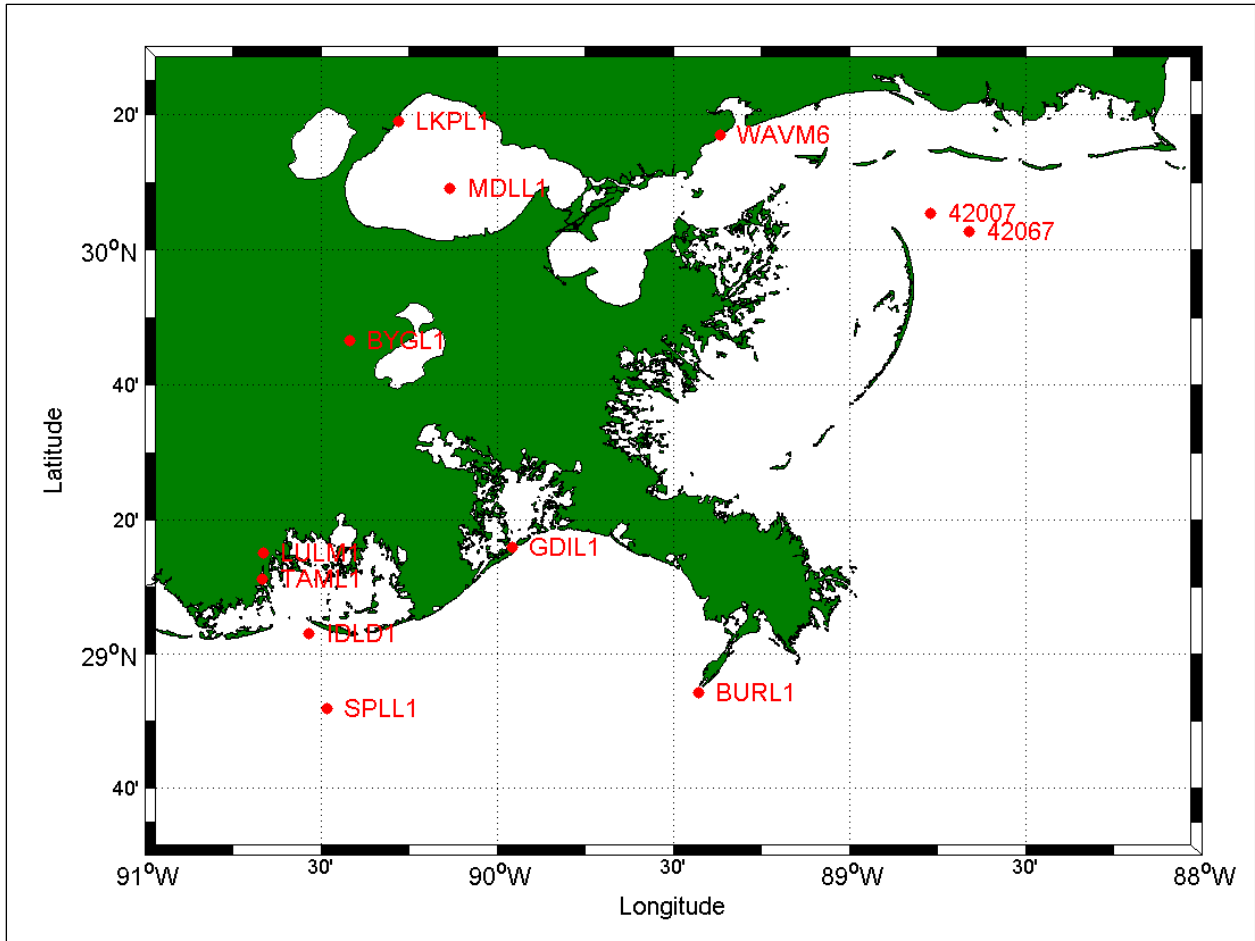 20'
LKPL1
WAVM6
MDLL1
42007
42067
30°N
BYGL1
40'
Latitude
20'
LULM1
GDIL1
TAML1
IDLD1
29°N
BURL1
SPLL1
40'
91°W
30'
90°W
30'
89°W
30'
88°W
Longitude